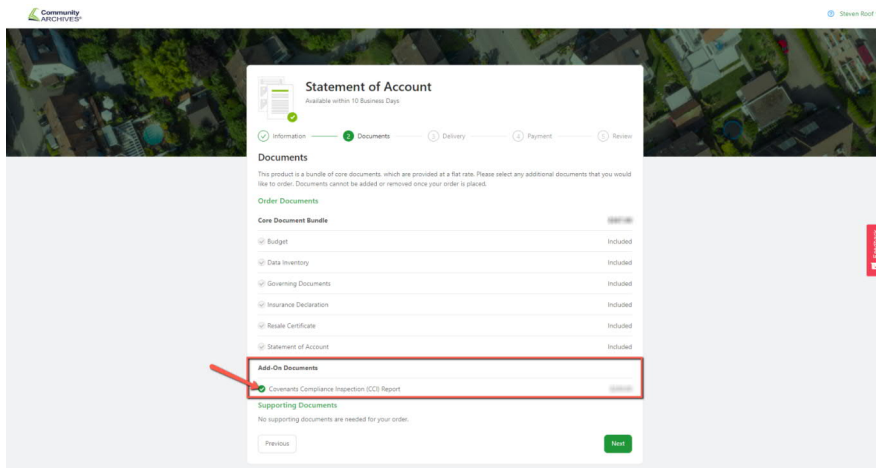 Community
ARCHIVES®
Steven Roof
Statement of Account
Available within 10 Business Days
Information
2 Documents
3 Delivery
4 Payment
5 Review
Documents
This product is a bundle of core documents, which are provided at a flat rate. Please select any additional documents that you would
like to order. Documents cannot be added or removed once your order is placed.
Order Documents
Core Document Bundle
Budget Included
Data Inventory Included
Governing Documents Included
Insurance Declaration Included
Resale Certificate Included
Statement of Account Included
Add-On Documents
Covenants Compliance Inspection (CCI) Report
Supporting Documents
No supporting documents are needed for your order.
Previous
Next